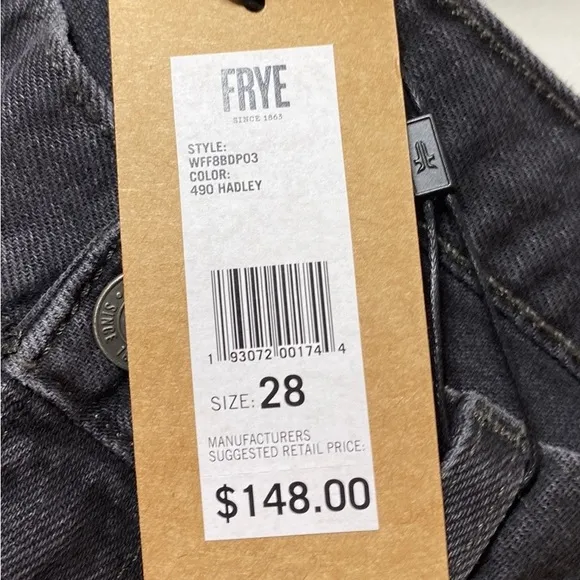 FRYE
SINCE 1863
STYLE:
WFF8BDP03
COLOR:
490 HADLEY
1 93072 00174 4
SIZE: 28
MANUFACTURERS
SUGGESTED RETAIL PRICE:
$148.00